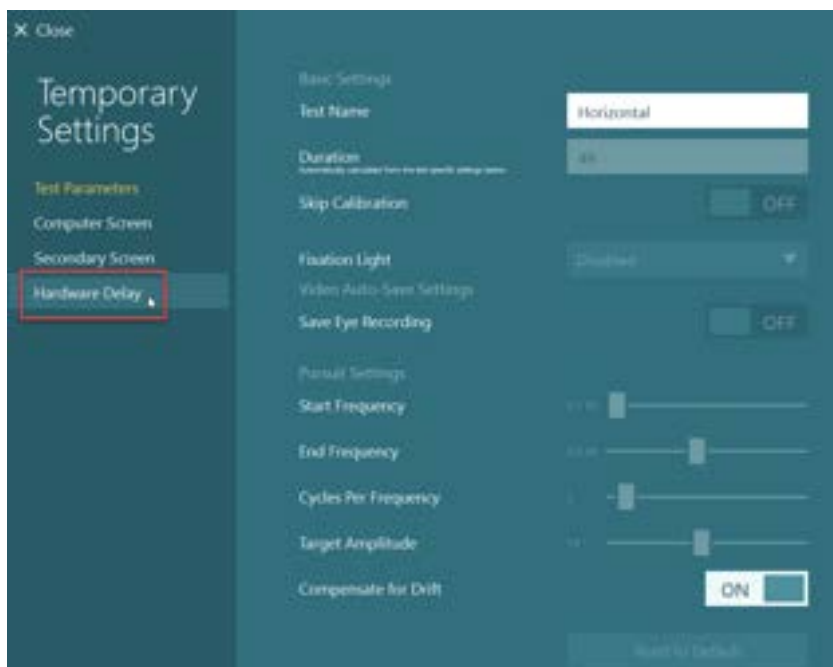 Close
Temporary
Settings
Test Parameters
Computer Screen
Secondary Screen
Hardware Delay
Basic Settings
Test Name Horizontal
Duration
Skip Calibration OFF
Fixation Light Disabled
Video Auto-Save Settings
Save Eye Recording OFF
Pursuit Settings
Start Frequency
End Frequency
Cycles Per Frequency
Target Amplitude
Compensate for Drift ON
Reset to Default